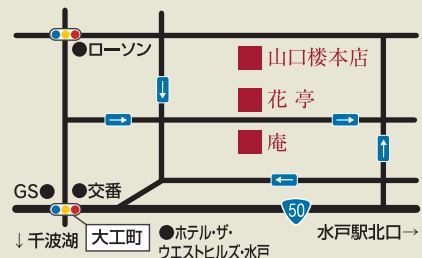 ●ローソン
山口楼本店
花亭
庵
GS●
●交番
50
大工町
↓千波湖
●ホテル・ザ・
ウエストヒルズ・水戸
水戸駅北口→